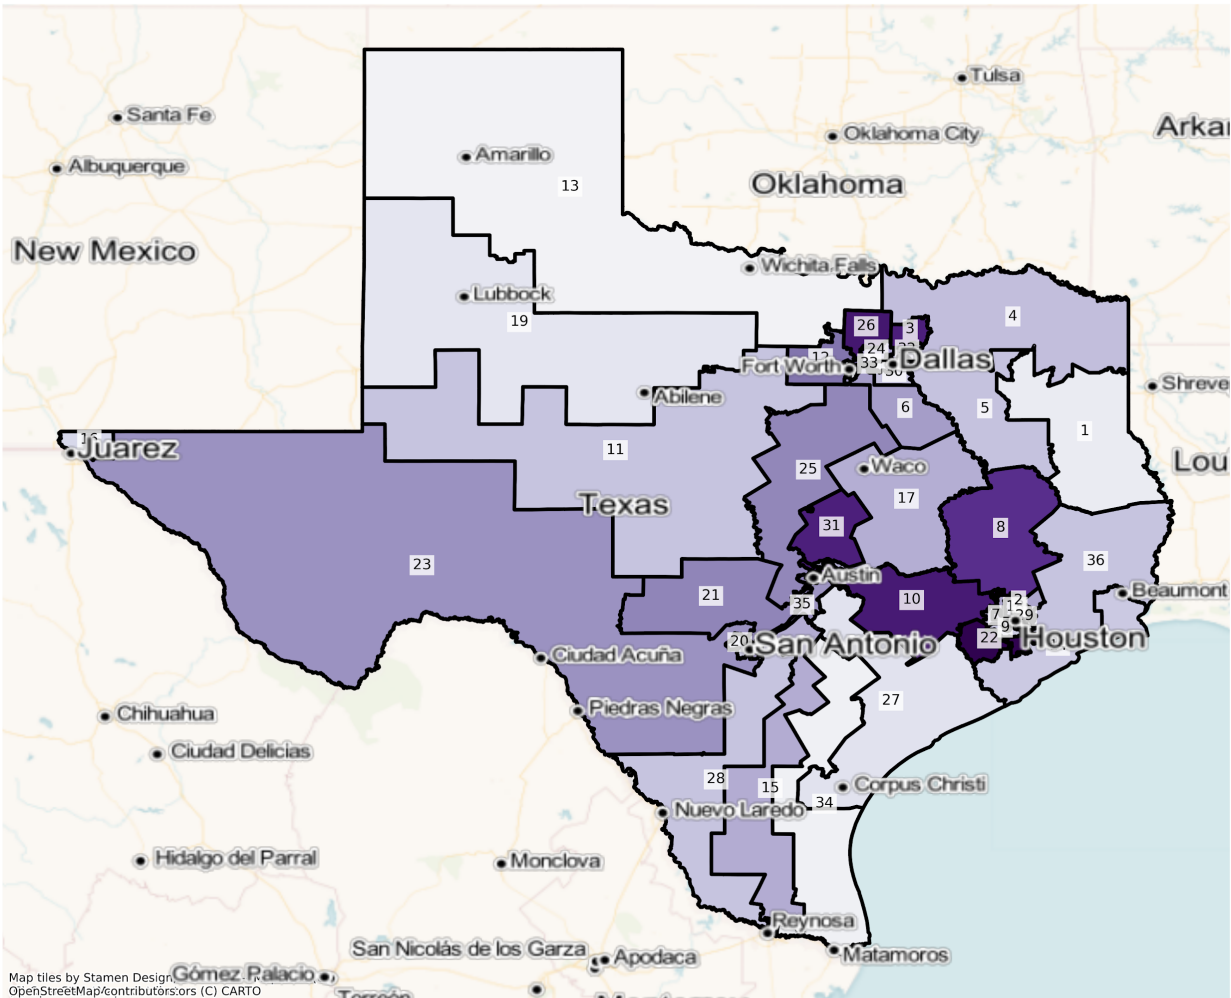 Tulsa
Santa Fe
Arka
Oklahoma City
Amarillo
Albuquerque
13
Oklahoma
New Mexico
Wichita Falls
Lubbock
19
4
26
3
24
Fort Worth
33
Dallas
Shreve
Abilene
6
5
1
Juarez
11
25
Waco
Lou
17
Texas
31
8
23
36
Austin
21
Beaumont
35
10
2
7
29
9
20
San Antonio
22
Houston
Ciudad Acuña
27
Piedras Negras
Chihuahua
Ciudad Delicias
28
15
Corpus Christi
34
Nuevo Laredo
Hidalgo del Parral
Monclova
Reynosa
San Nicolás de los Garza
Apodaca
Matamoros
Gómez Palacio
Map tiles by Stamen Design,
OpenStreetMap contributors (C) CARTO
Torreón